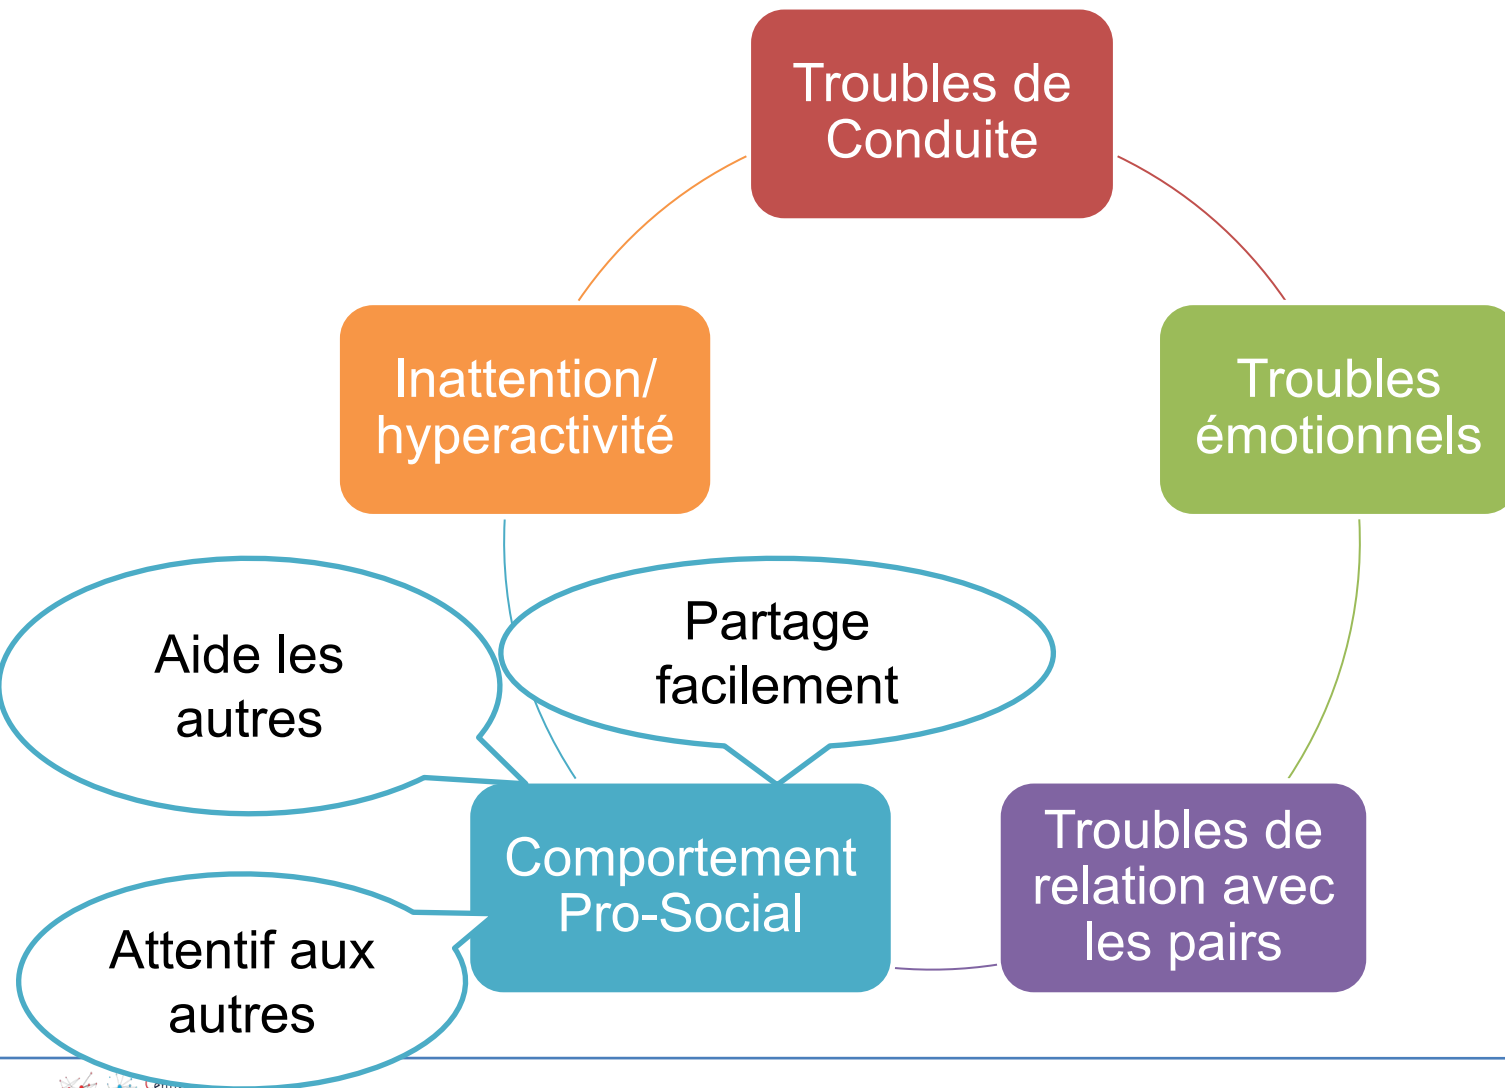 Troubles de
Conduite
Inattention/
hyperactivité
Troubles
émotionnels
Aide les
autres
Partage
facilement
Comportement
Pro-Social
Troubles de
relation avec
les pairs
Attentif aux
autres